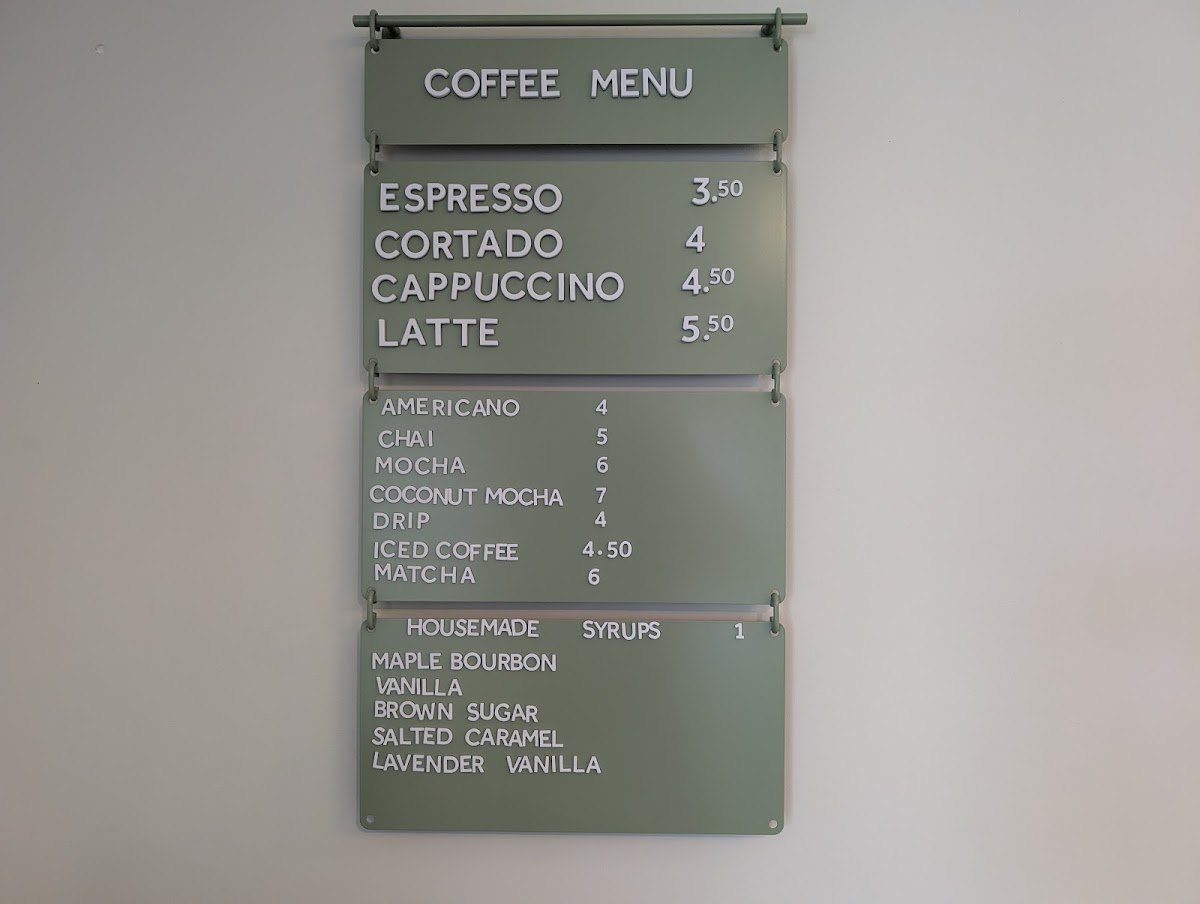 COFFEE MENU
ESPRESSO 3.50
CORTADO 4
CAPPUCCINO 4.50
LATTE 5.50
AMERICANO 4
CHAI 5
MOCHA 6
COCONUT MOCHA 7
DRIP 4
ICED COFFEE 4.50
MATCHA 6
HOUSEMADE SYRUPS 1
MAPLE BOURBON
VANILLA
BROWN SUGAR
SALTED CARAMEL
LAVENDER VANILLA